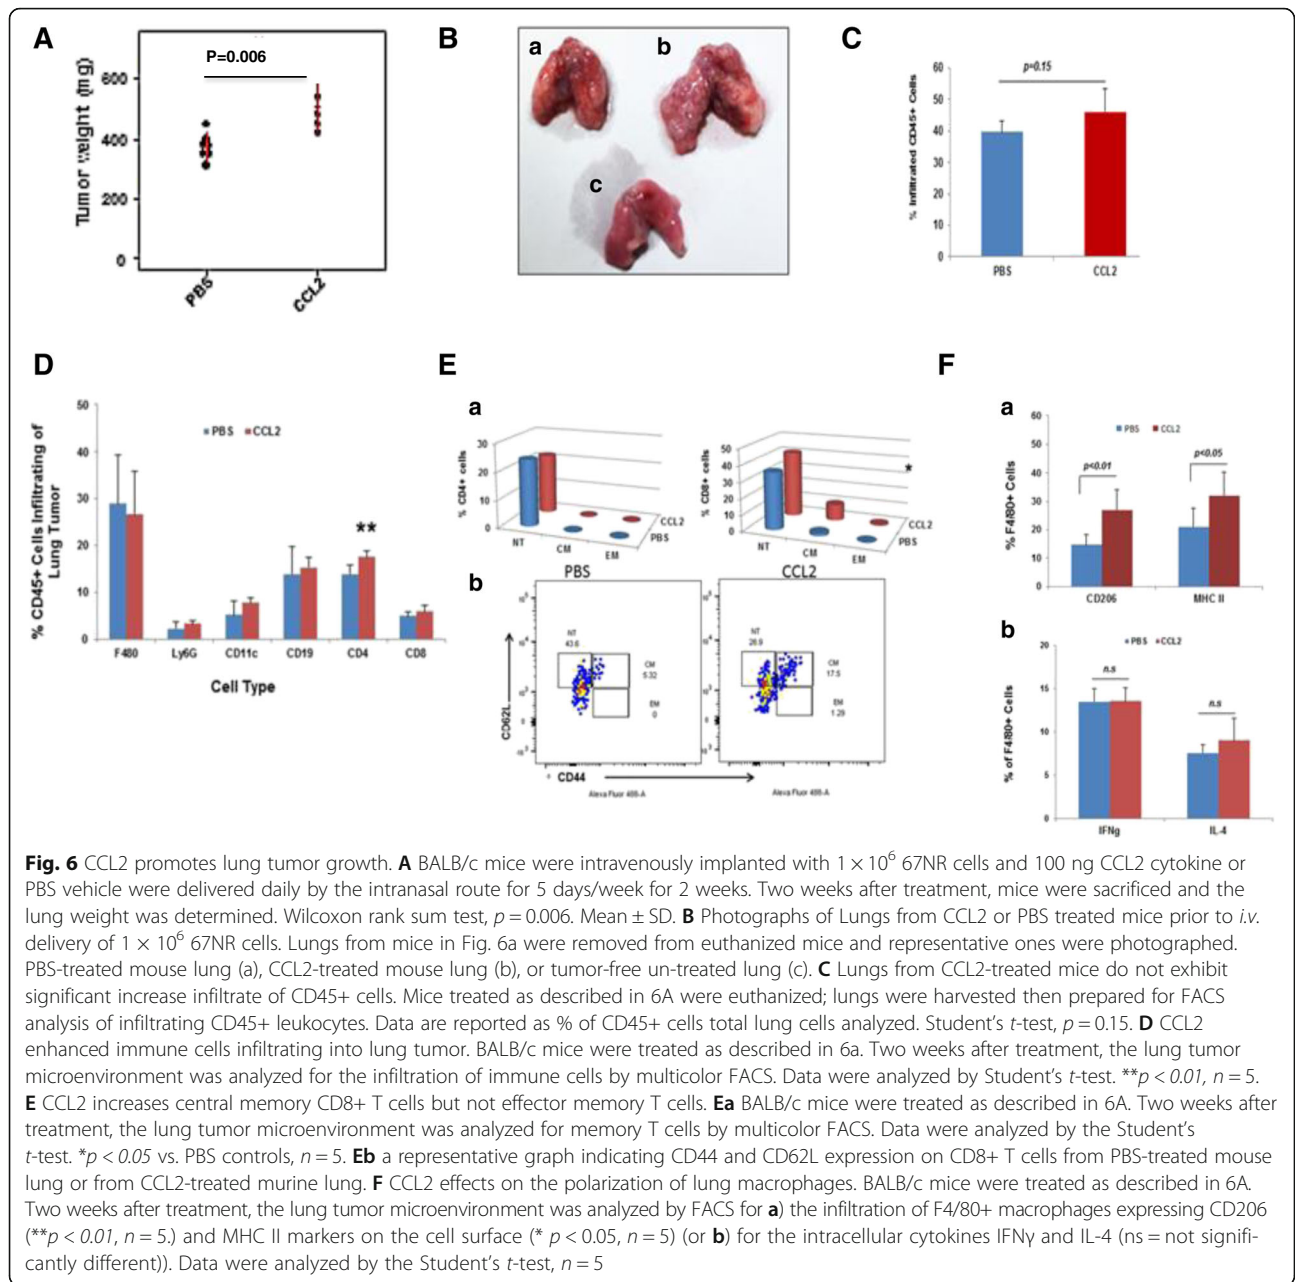 A
P=0.006
Tumor weight (mg)
600
400
200
0
PBS
CCL2
B
a
b
c
C
p=0.15
% Infiltrated CD45+ Cells
60
50
40
30
20
10
0
PBS
CCL2
D
% CD45+ Cells Infiltrating of
Lung Tumor
50
40
30
20
10
0
PBS CCL2
**
F480 Ly6G CD11c CD19 CD4 CD8
Cell Type
E
a
% CD4+ cells
30
20
10
0
NT
CM
EM
CCL2
PBS
% CD8+ cells
50
40
30
20
10
0
*
NT
CM
EM
CCL2
PBS
b
PBS
CCL2
NT
43.6
CM
5.32
EM
0
NT
26.9
CM
17.5
EM
1.29
CD62L
CD44
Alexa Fluor 488-A
Alexa Fluor 488-A
F
a
% F4/80+ Cells
60
50
40
30
20
10
0
PBS CCL2
p<0.01
p<0.05
CD206
MHC II
b
% of F4/80+ Cells
20
15
10
5
0
PBS CCL2
n.s
n.s
IFNg
IL-4
Fig. 6 CCL2 promotes lung tumor growth. A BALB/c mice were intravenously implanted with 1 × 10⁶ 67NR cells and 100 ng CCL2 cytokine or
PBS vehicle were delivered daily by the intranasal route for 5 days/week for 2 weeks. Two weeks after treatment, mice were sacrificed and the
lung weight was determined. Wilcoxon rank sum test, p = 0.006. Mean ± SD. B Photographs of Lungs from CCL2 or PBS treated mice prior to i.v.
delivery of 1 × 10⁶ 67NR cells. Lungs from mice in Fig. 6a were removed from euthanized mice and representative ones were photographed.
PBS-treated mouse lung (a), CCL2-treated mouse lung (b), or tumor-free un-treated lung (c). C Lungs from CCL2-treated mice do not exhibit
significant increase infiltrate of CD45+ cells. Mice treated as described in 6A were euthanized; lungs were harvested then prepared for FACS
analysis of infiltrating CD45+ leukocytes. Data are reported as % of CD45+ cells total lung cells analyzed. Student's t-test, p = 0.15. D CCL2
enhanced immune cells infiltrating into lung tumor. BALB/c mice were treated as described in 6a. Two weeks after treatment, the lung tumor
microenvironment was analyzed for the infiltration of immune cells by multicolor FACS. Data were analyzed by Student's t-test. **p < 0.01, n = 5.
E CCL2 increases central memory CD8+ T cells but not effector memory T cells. Ea BALB/c mice were treated as described in 6A. Two weeks after
treatment, the lung tumor microenvironment was analyzed for memory T cells by multicolor FACS. Data were analyzed by the Student's
t-test. *p < 0.05 vs. PBS controls, n = 5. Eb a representative graph indicating CD44 and CD62L expression on CD8+ T cells from PBS-treated mouse
lung or from CCL2-treated murine lung. F CCL2 effects on the polarization of lung macrophages. BALB/c mice were treated as described in 6A.
Two weeks after treatment, the lung tumor microenvironment was analyzed by FACS for a) the infiltration of F4/80+ macrophages expressing CD206
(**p < 0.01, n = 5.) and MHC II markers on the cell surface (* p < 0.05, n = 5) (or b) for the intracellular cytokines IFNγ and IL-4 (ns = not signifi-
cantly different)). Data were analyzed by the Student's t-test, n = 5